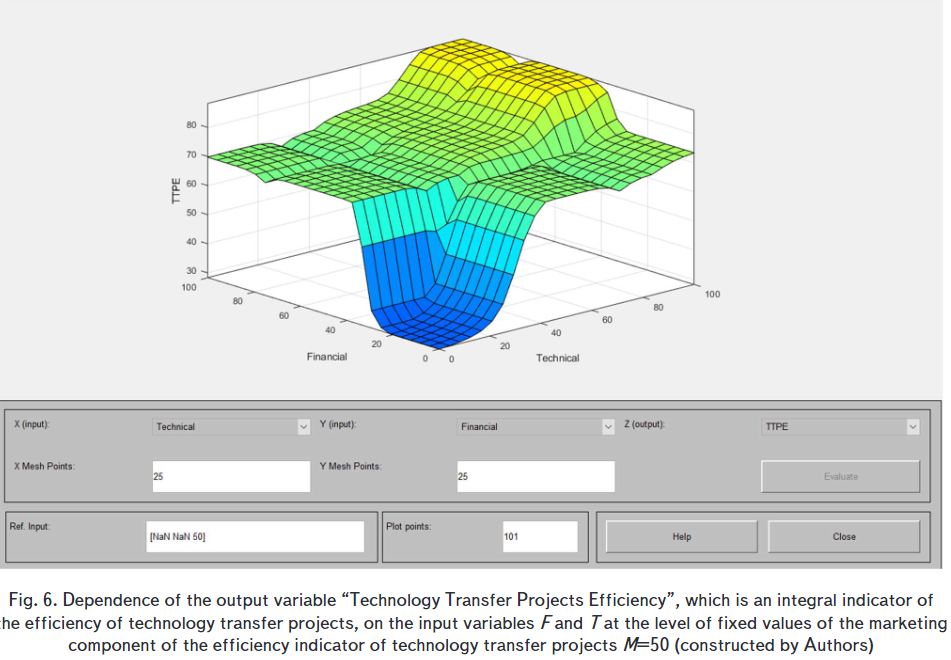 80
70
60
50
40
30
TTPE
100
80
60
40
20
0
Financial
0
20
40
60
80
100
Technical
X (input): Technical Y (input): Financial Z (output): TTPE
X Mesh Points: 25 Y Mesh Points: 25 Evaluate
Ref. Input: [NaN NaN 50] Plot points: 101 Help Close
Fig. 6. Dependence of the output variable “Technology Transfer Projects Efficiency”, which is an integral indicator of
the efficiency of technology transfer projects, on the input variables F and T at the level of fixed values of the marketing
component of the efficiency indicator of technology transfer projects M=50 (constructed by Authors)